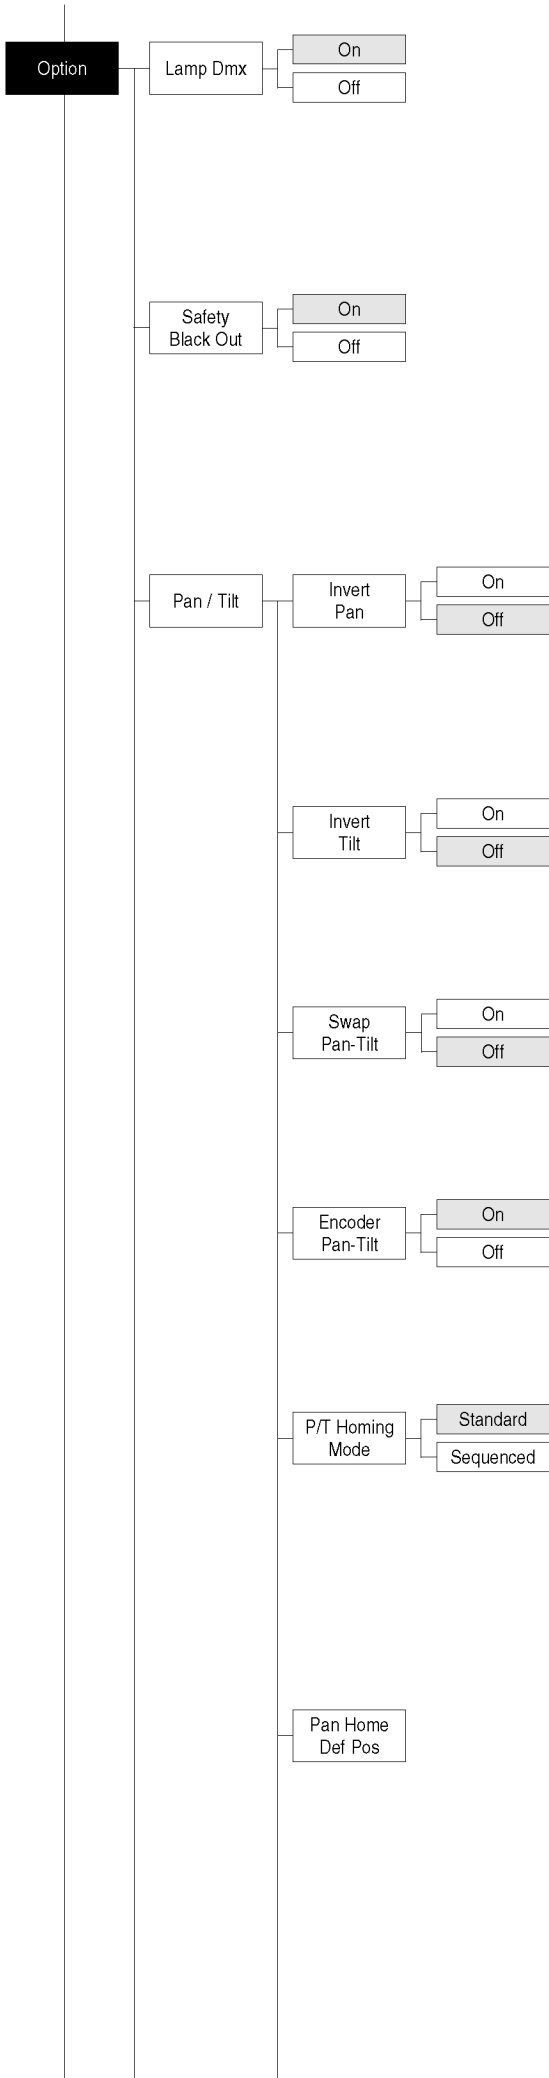 Option
Lamp Dmx
On
Off
Safety
Black Out
On
Off
Pan / Tilt
Invert
Pan
On
Off
Invert
Tilt
On
Off
Swap
Pan-Tilt
On
Off
Encoder
Pan-Tilt
On
Off
P/T Homing
Mode
Standard
Sequenced
Pan Home
Def Pos